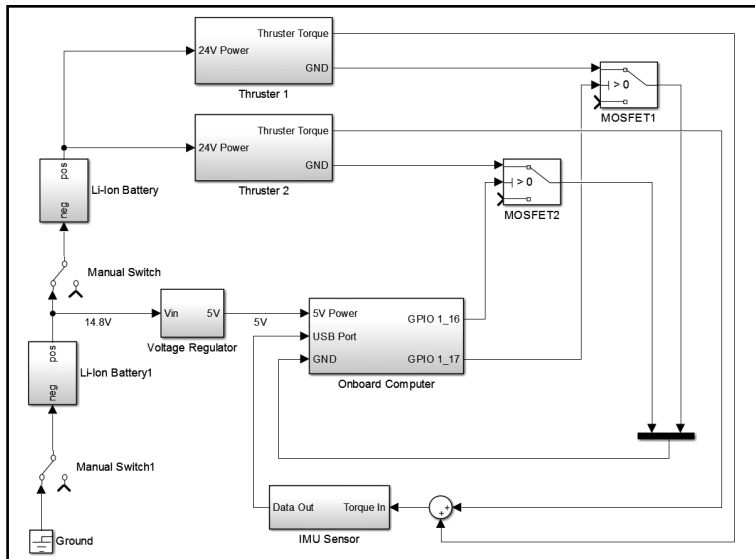 Thruster Torque
24V Power
GND
Thruster 1
> 0
MOSFET1
Thruster Torque
24V Power
GND
Thruster 2
> 0
MOSFET2
pos
Li-Ion Battery
neg
Manual Switch
14.8V
Vin
5V
Voltage Regulator
5V
5V Power
GPIO 1_16
USB Port
GND
GPIO 1_17
Onboard Computer
pos
Li-Ion Battery1
neg
Manual Switch1
Ground
Data Out
Torque In
IMU Sensor
+
+